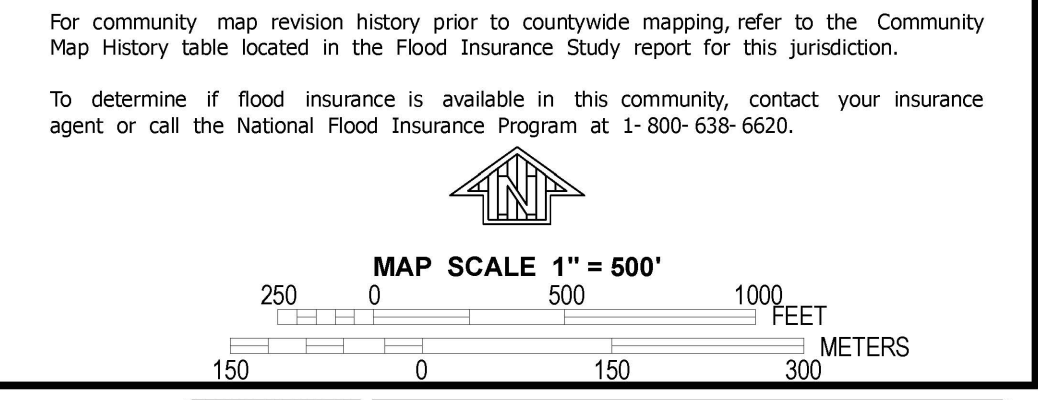 For community map revision history prior to countywide mapping, refer to the Community
Map History table located in the Flood Insurance Study report for this jurisdiction.
To determine if flood insurance is available in this community, contact your insurance
agent or call the National Flood Insurance Program at 1- 800- 638- 6620.
N
MAP SCALE 1" = 500'
250 0 500 1000
FEET
METERS
150 0 150 300